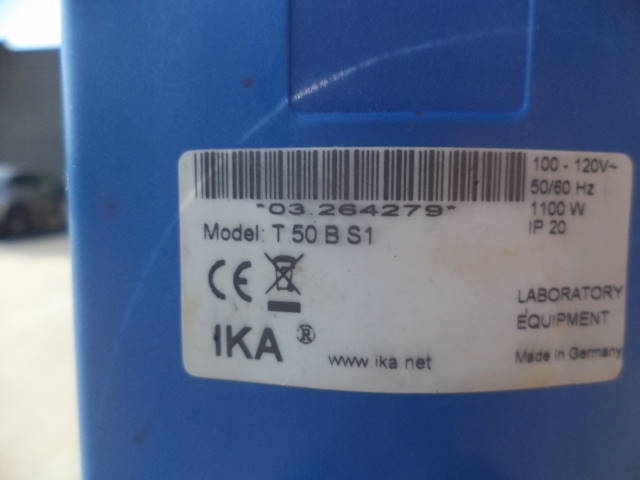 *03.264279*
Model: T 50 B S1
CE
IKA ®
www.ika.net
100 - 120V~
50/60 Hz
1100 W
IP 20
LABORATORY
EQUIPMENT
Made in Germany